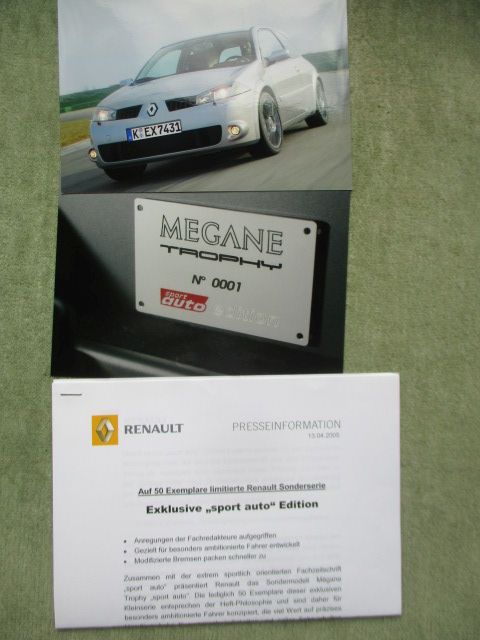 K EX7431
MEGANE
TROPHY
N° 0001
sport
auto edition
RENAULT
PRESSEINFORMATION
13.04.2005
Auf 50 Exemplare limitierte Renault Sonderserie
Exklusive „sport auto“ Edition
• Anregungen der Fachredakteure aufgegriffen
• Gezielt für besonders ambitionierte Fahrer entwickelt
• Modifizierte Bremsen packen schneller zu
Zusammen mit der extrem sportlich orientierten Fachzeitschrift
„sport auto“ präsentiert Renault das Sondermodell Mégane
Trophy „sport auto“. Die lediglich 50 Exemplare dieser exklusiven
Kleinserie entsprechen der Heft-Philosophie und sind daher für
besonders ambitionierte Fahrer konzipiert, die viel Wert auf präzises